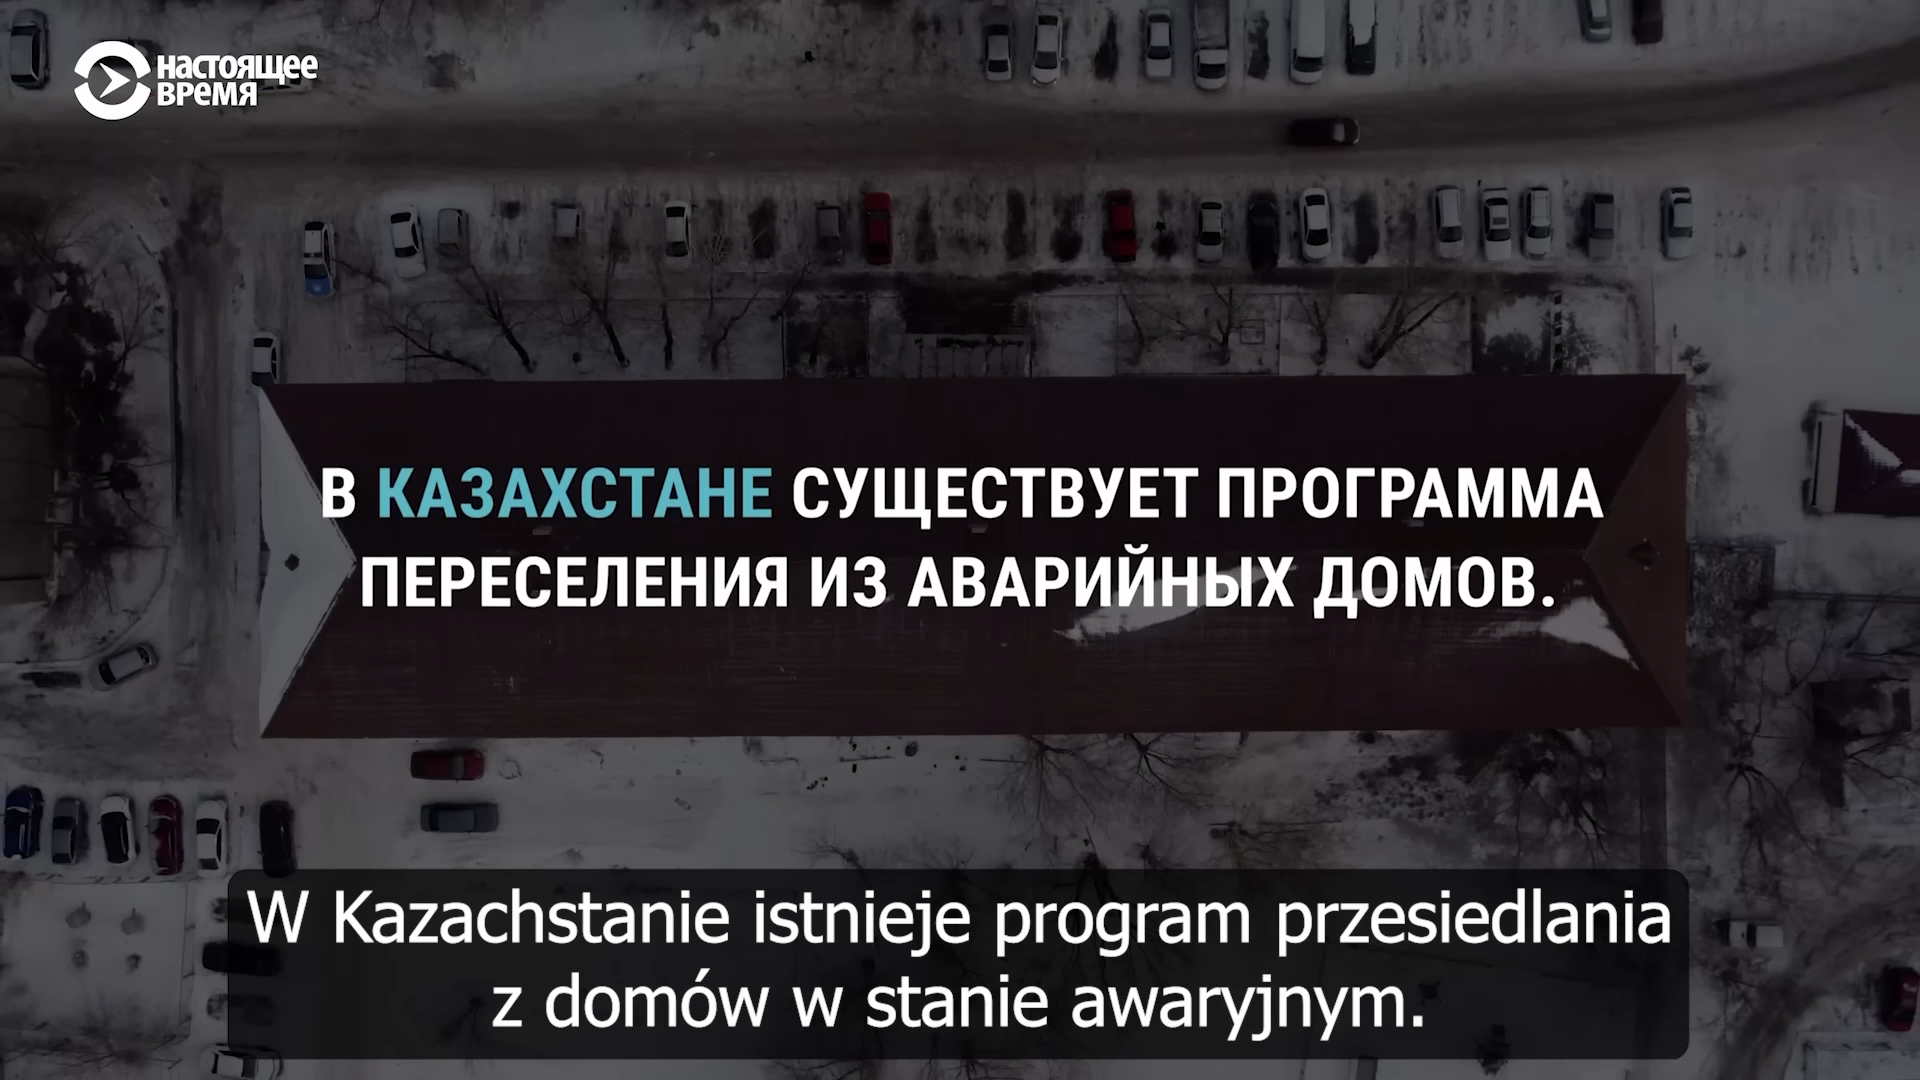 НАСТОЯЩЕЕ
ВРЕМЯ
В КАЗАХСТАНЕ СУЩЕСТВУЕТ ПРОГРАММА
ПЕРЕСЕЛЕНИЯ ИЗ АВАРИЙНЫХ ДОМОВ.
W Kazachstanie istnieje program przesiedlania
z domów w stanie awaryjnym.